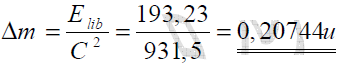 Δm = E_lib / C² = 193,23 / 931,5 = 0,20744u